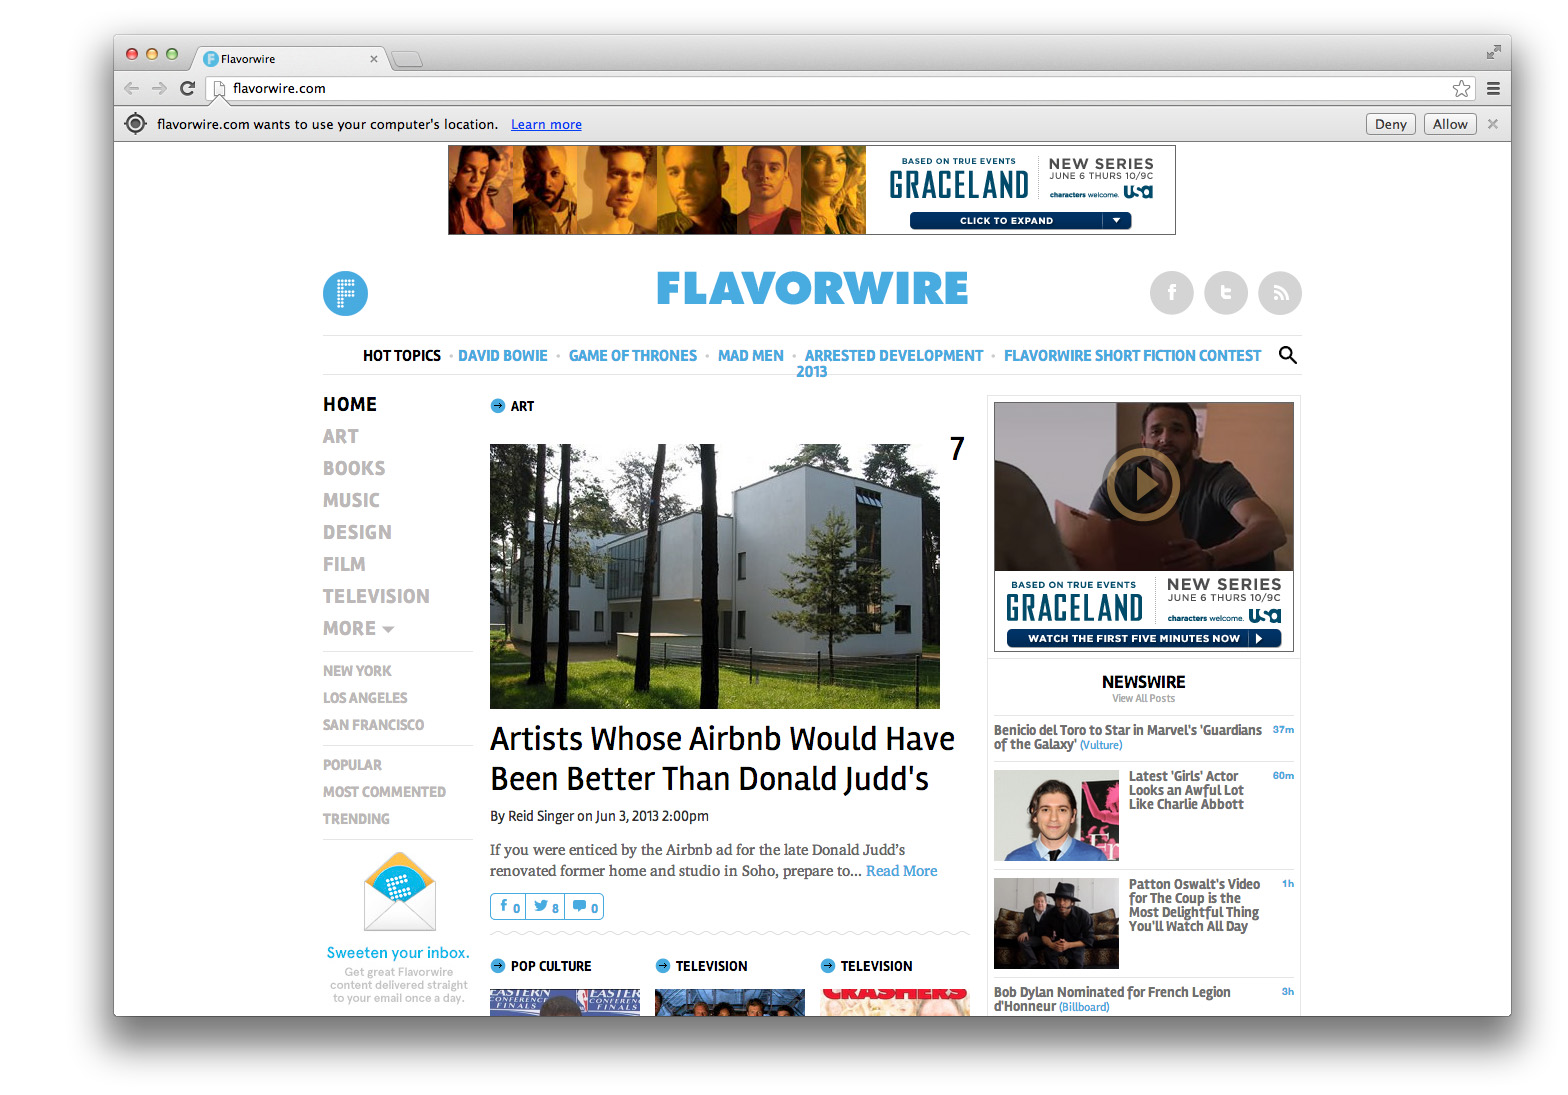 Flavorwire
flavorwire.com
flavorwire.com wants to use your computer's location. Learn more
Deny
Allow
BASED ON TRUE EVENTS
GRACELAND
NEW SERIES
JUNE 6 THURS 10/9C
characters welcome. usa
CLICK TO EXPAND
F
FLAVORWIRE
f
t
HOT TOPICS • DAVID BOWIE • GAME OF THRONES • MAD MEN • ARRESTED DEVELOPMENT • FLAVORWIRE SHORT FICTION CONTEST
2013
HOME
ART
BOOKS
MUSIC
DESIGN
FILM
TELEVISION
MORE
NEW YORK
LOS ANGELES
SAN FRANCISCO
POPULAR
MOST COMMENTED
TRENDING
F
Sweeten your inbox.
Get great Flavorwire
content delivered straight
to your email once a day.
ART
7
Artists Whose Airbnb Would Have
Been Better Than Donald Judd's
By Reid Singer on Jun 3, 2013 2:00pm
If you were enticed by the Airbnb ad for the late Donald Judd’s
renovated former home and studio in Soho, prepare to... Read More
f 0
8
0
POP CULTURE
EASTERN
CONFERENCE
FINALS
TELEVISION
TELEVISION
CRASHERS
BASED ON TRUE EVENTS
GRACELAND
NEW SERIES
JUNE 6 THURS 10/9C
characters welcome. usa
WATCH THE FIRST FIVE MINUTES NOW
NEWSWIRE
View All Posts
Benicio del Toro to Star in Marvel's 'Guardians 37m
of the Galaxy' (Vulture)
Latest 'Girls' Actor 60m
Looks an Awful Lot
Like Charlie Abbott
Patton Oswalt's Video 1h
for The Coup is the
Most Delightful Thing
You'll Watch All Day
Bob Dylan Nominated for French Legion 3h
d'Honneur (Billboard)